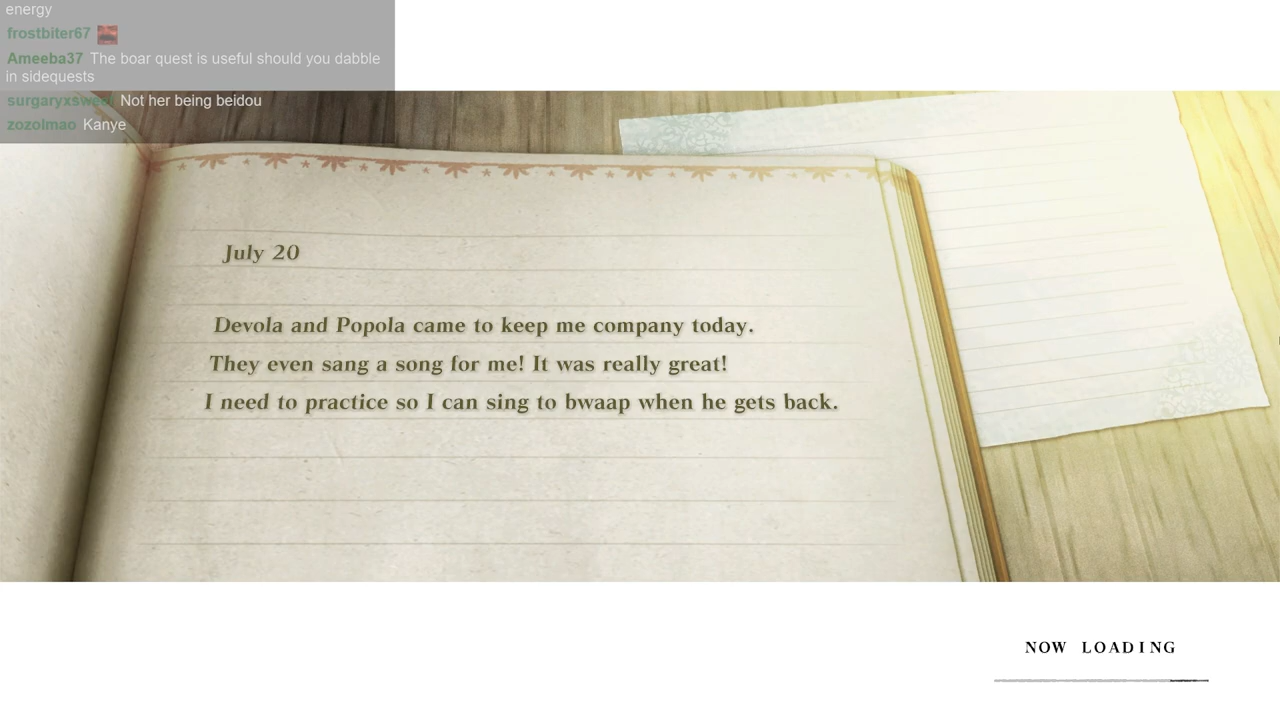 energy
frostbiter67
Ameeba37 The boar quest is useful should you dabble
in sidequests
Not her being beidou
zozolmao Kanye
July 20
Devola and Popola came to keep me company today.
They even sang a song for me! It was really great!
I need to practice so I can sing to bwaap when he gets back.
NOW LOADING